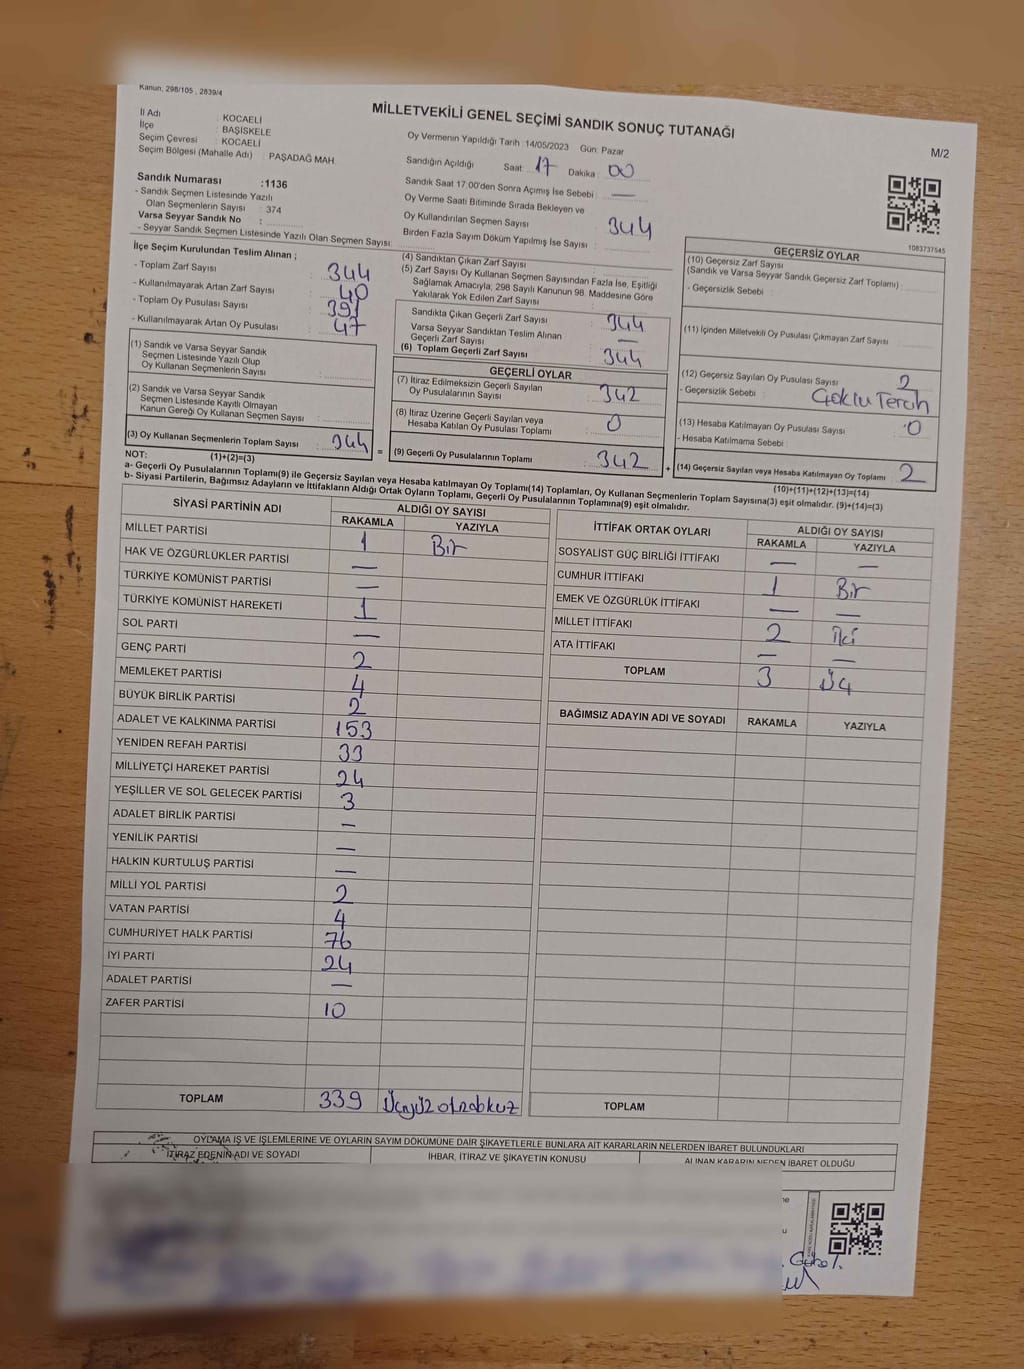 Kanun, 298/105 , 2839/4
MİLLETVEKİLİ GENEL SEÇİMİ SANDIK SONUÇ TUTANAĞI
M/2
İl Adı : KOCAELİ
İlçe : BAŞİSKELE
Seçim Çevresi : KOCAELİ
Seçim Bölgesi (Mahalle Adı) : PAŞADAĞ MAH.
Sandık Numarası :1136
- Sandık Seçmen Listesinde Yazılı
Olan Seçmenlerin Sayısı : 374
Varsa Seyyar Sandık No :
- Seyyar Sandık Seçmen Listesinde Yazılı Olan Seçmen Sayısı:
Oy Vermenin Yapıldığı Tarih :14/05/2023 Gün: Pazar
Sandığın Açıldığı Saat: 17 Dakika: 00
Sandık Saat 17:00'den Sonra Açımış İse Sebebi : —
Oy Verme Saati Bitiminde Sırada Bekleyen ve
Oy Kullandırılan Seçmen Sayısı : 344
Birden Fazla Sayım Döküm Yapılmış İse Sayısı :
1083737545
İlçe Seçim Kurulundan Teslim Alınan ;
- Toplam Zarf Sayısı : 344
- Kullanılmayarak Artan Zarf Sayısı : 40
- Toplam Oy Pusulası Sayısı : 391
- Kullanılmayarak Artan Oy Pusulası : 47
(1) Sandık ve Varsa Seyyar Sandık
Seçmen Listesinde Yazılı Olup
Oy Kullanan Seçmenlerin Sayısı :
(2) Sandık ve Varsa Seyyar Sandık
Seçmen Listesinde Kayıtlı Olmayan
Kanun Gereği Oy Kullanan Seçmen Sayısı :
(3) Oy Kullanan Seçmenlerin Toplam Sayısı : 344
(1)+(2)=(3)
(4) Sandıktan Çıkan Zarf Sayısı :
(5) Zarf Sayısı Oy Kullanan Seçmen Sayısından Fazla İse, Eşitliği
Sağlamak Amacıyla, 298 Sayılı Kanunun 98. Maddesine Göre
Yakılarak Yok Edilen Zarf Sayısı :
Sandıkta Çıkan Geçerli Zarf Sayısı : 344
Varsa Seyyar Sandıktan Teslim Alınan
Geçerli Zarf Sayısı : —
(6) Toplam Geçerli Zarf Sayısı : 344
GEÇERLİ OYLAR
(7) İtiraz Edilmeksizin Geçerli Sayılan
Oy Pusulalarının Sayısı : 342
(8) İtiraz Üzerine Geçerli Sayılan veya
Hesaba Katılan Oy Pusulası Toplamı : 0
= (9) Geçerli Oy Pusulalarının Toplamı : 342
GEÇERSİZ OYLAR
(10) Geçersiz Zarf Sayısı
(Sandık ve Varsa Seyyar Sandık Geçersiz Zarf Toplamı) :
- Geçersizlik Sebebi :
(11) İçinden Milletvekili Oy Pusulası Çıkmayan Zarf Sayısı :
(12) Geçersiz Sayılan Oy Pusulası Sayısı : 2
- Geçersizlik Sebebi : Çoklu Tercih
(13) Hesaba Katılmayan Oy Pusulası Sayısı : 0
- Hesaba Katılmama Sebebi :
+ (14) Geçersiz Sayılan veya Hesaba Katılmayan Oy Toplamı : 2
(10)+(11)+(12)+(13)=(14)
NOT:
a- Geçerli Oy Pusulalarının Toplamı(9) ile Geçersiz Sayılan veya Hesaba katılmayan Oy Toplamı(14) Toplamları, Oy Kullanan Seçmenlerin Toplam Sayısına(3) eşit olmalıdır. (9)+(14)=(3)
b- Siyasi Partilerin, Bağımsız Adayların ve İttifakların Aldığı Ortak Oyların Toplamı, Geçerli Oy Pusulalarının Toplamına(9) eşit olmalıdır.
SİYASİ PARTİNİN ADI ALDIĞI OY SAYISI
RAKAMLA YAZIYLA
MİLLET PARTİSİ 1 Bir
HAK VE ÖZGÜRLÜKLER PARTİSİ —
TÜRKİYE KOMÜNİST PARTİSİ —
TÜRKİYE KOMÜNİST HAREKETİ 1
SOL PARTİ —
GENÇ PARTİ 2
MEMLEKET PARTİSİ 4
BÜYÜK BİRLİK PARTİSİ 2
ADALET VE KALKINMA PARTİSİ 153
YENİDEN REFAH PARTİSİ 33
MİLLİYETÇİ HAREKET PARTİSİ 24
YEŞİLLER VE SOL GELECEK PARTİSİ 3
ADALET BİRLİK PARTİSİ —
YENİLİK PARTİSİ —
HALKIN KURTULUŞ PARTİSİ —
MİLLİ YOL PARTİSİ 2
VATAN PARTİSİ 4
CUMHURİYET HALK PARTİSİ 76
İYİ PARTİ 24
ADALET PARTİSİ —
ZAFER PARTİSİ 10
TOPLAM 339 Üçyüz otuzdokuz
İTTİFAK ORTAK OYLARI ALDIĞI OY SAYISI
RAKAMLA YAZIYLA
SOSYALİST GÜÇ BİRLİĞİ İTTİFAKI — —
CUMHUR İTTİFAKI 1 Bir
EMEK VE ÖZGÜRLÜK İTTİFAKI — —
MİLLET İTTİFAKI 2 İki
ATA İTTİFAKI — —
TOPLAM 3 Üç
BAĞIMSIZ ADAYIN ADI VE SOYADI RAKAMLA YAZIYLA
TOPLAM
OYLAMA İŞ VE İŞLEMLERİNE VE OYLARIN SAYIM DÖKÜMÜNE DAİR ŞİKAYETLERLE BUNLARA AİT KARARLARIN NELERDEN İBARET BULUNDUKLARI
İTİRAZ EDENİN ADI VE SOYADI İHBAR, İTİRAZ VE ŞİKAYETİN KONUSU ALINAN KARARIN NEDEN İBARET OLDUĞU